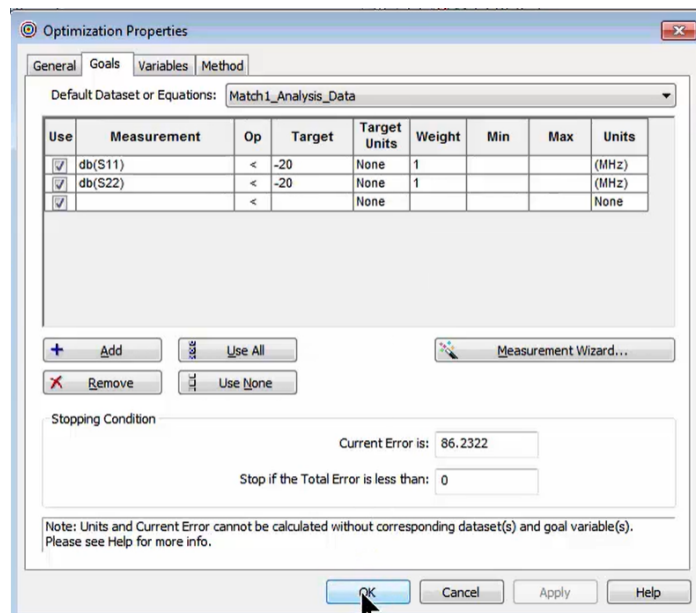 Optimization Properties
General Goals Variables Method
Default Dataset or Equations: Match1_Analysis_Data
Use Measurement Op Target Target Units Weight Min Max Units
db(S11) < -20 None 1 (MHz)
db(S22) < -20 None 1 (MHz)
< None None
Add Use All Measurement Wizard...
Remove Use None
Stopping Condition
Current Error is: 86.2322
Stop if the Total Error is less than: 0
Note: Units and Current Error cannot be calculated without corresponding dataset(s) and goal variable(s).
Please see Help for more info.
OK Cancel Apply Help